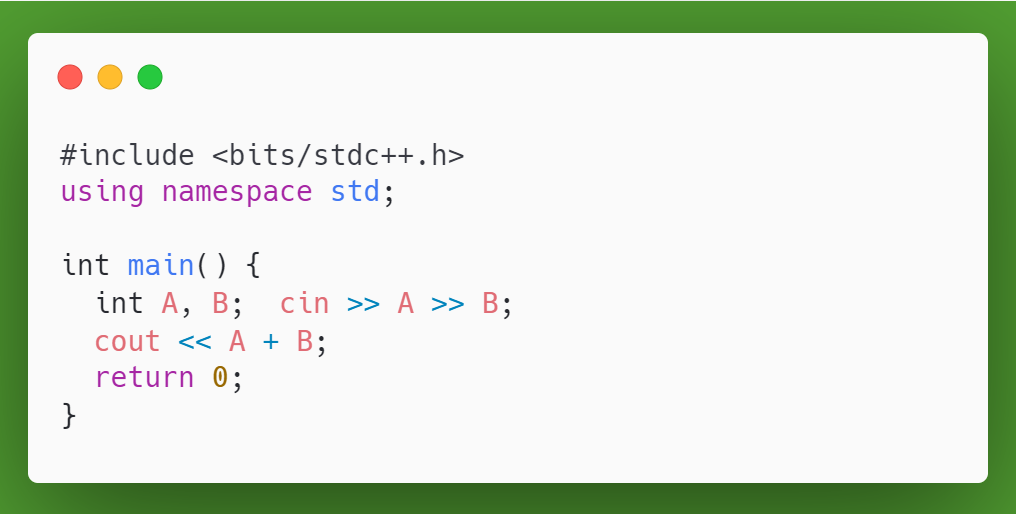 #include <bits/stdc++.h>
using namespace std;

int main() {
  int A, B;  cin >> A >> B;
  cout << A + B;
  return 0;
}